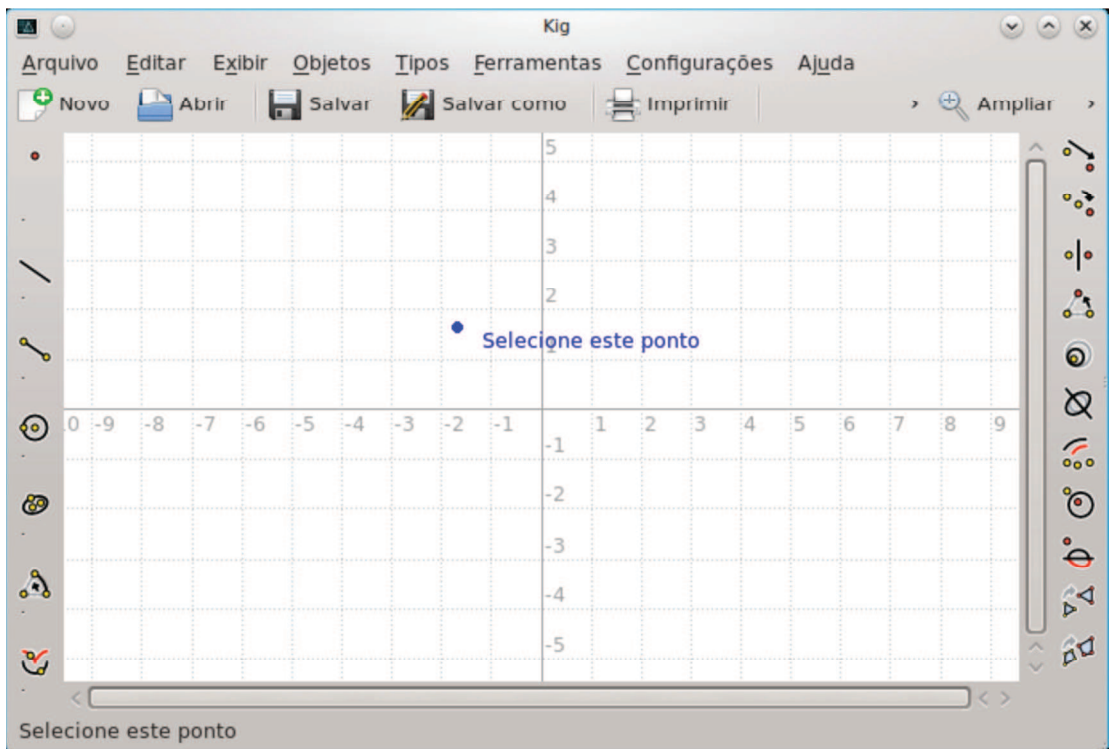 Kig
Arquivo Editar Exibir Objetos Tipos Ferramentas Configurações Ajuda
Novo Abrir Salvar Salvar como Imprimir Ampliar
5
4
3
2
Selecione este ponto
1
0 -9 -8 -7 -6 -5 -4 -3 -2 -1 1 2 3 4 5 6 7 8 9
-1
-2
-3
-4
-5
Selecione este ponto